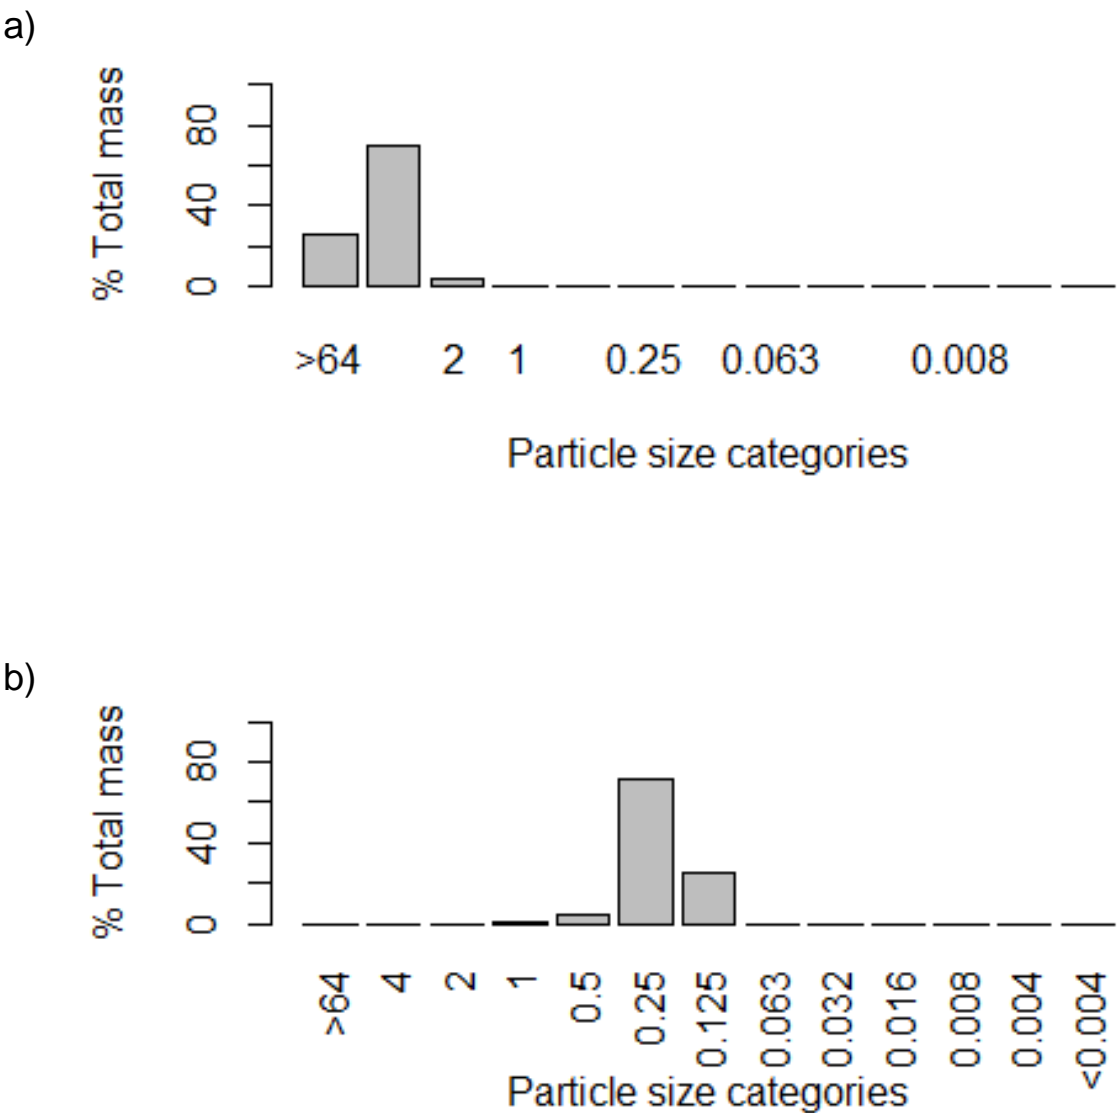 a)
% Total mass
80
40
0
>64 2 1 0.25 0.063 0.008
Particle size categories
b)
% Total mass
80
40
0
>64 4 2 1 0.5 0.25 0.125 0.063 0.032 0.016 0.008 0.004 <0.004
Particle size categories